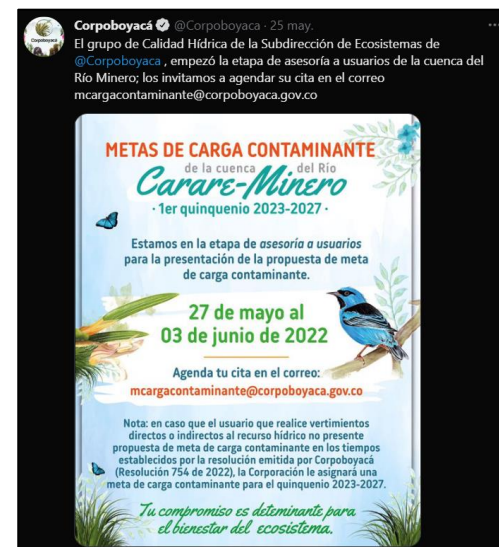 Corpoboyacá @Corpoboyaca · 25 may.
El grupo de Calidad Hídrica de la Subdirección de Ecosistemas de
@Corpoboyaca , empezó la etapa de asesoría a usuarios de la cuenca del
Río Minero; los invitamos a agendar su cita en el correo
mcargacontaminante@corpoboyaca.gov.co
METAS DE CARGA CONTAMINANTE
de la cuenca del Río
Carare-Minero
· 1er quinquenio 2023-2027 ·
Estamos en la etapa de asesoría a usuarios
para la presentación de la propuesta de meta
de carga contaminante.
27 de mayo al
03 de junio de 2022
Agenda tu cita en el correo:
mcargacontaminante@corpoboyaca.gov.co
Nota: en caso que el usuario que realice vertimientos
directos o indirectos al recurso hídrico no presente
propuesta de meta de carga contaminante en los tiempos
establecidos por la resolución emitida por Corpoboyacá
(Resolución 754 de 2022), la Corporación le asignará una
meta de carga contaminante para el quinquenio 2023-2027.
Tu compromiso es deteminante para
el bienestar del ecosistema.